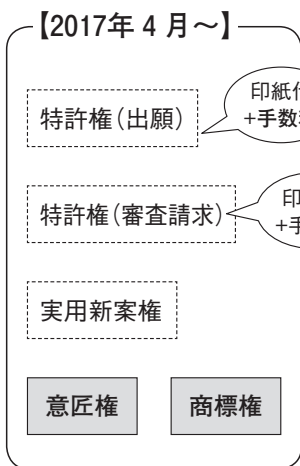 【2017年4月～】
特許権（出願）
印紙
+手数
特許権（審査請求）
印
+手
実用新案権
意匠権
商標権